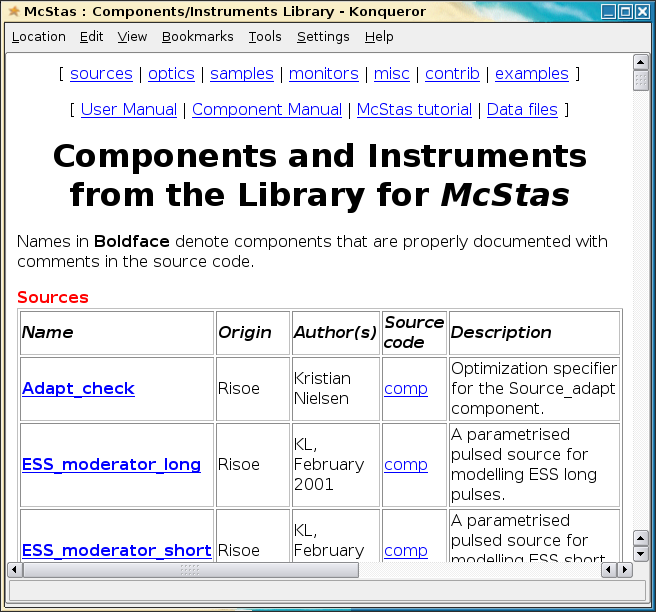 McStas : Components/Instruments Library - Konqueror
Location Edit View Bookmarks Tools Settings Help
[ sources | optics | samples | monitors | misc | contrib | examples ]
[ User Manual | Component Manual | McStas tutorial | Data files ]
Components and Instruments
from the Library for McStas
Names in Boldface denote components that are properly documented with
comments in the source code.
Sources
Name Origin Author(s) Source code Description
Adapt_check Risoe Kristian Nielsen comp Optimization specifier for the Source_adapt component.
ESS_moderator_long Risoe KL, February 2001 comp A parametrised pulsed source for modelling ESS long pulses.
ESS_moderator_short Risoe KL, February comp A parametrised pulsed source for modelling ESS short